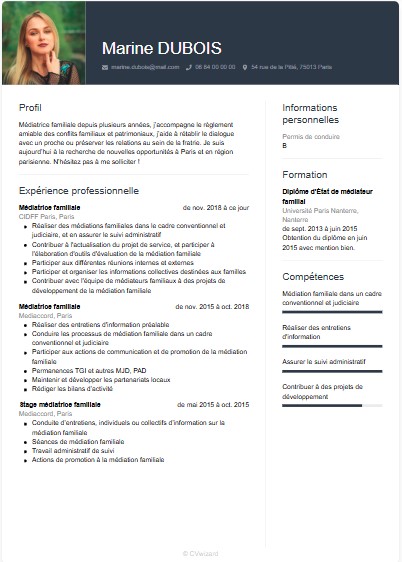 Marine DUBOIS
marine.dubois@mail.com 06 64 00 00 00 54 rue de la Pitié, 75013 Paris
Profil
Médiatrice familiale depuis plusieurs années, j'accompagne le règlement
amiable des conflits familiaux et patrimoniaux, j'aide à rétablir le dialogue
avec un proche ou préserver les relations au sein de la fratrie. Je suis
aujourd'hui à la recherche de nouvelles opportunités à Paris et en région
parisienne. N'hésitez pas à me solliciter !
Expérience professionnelle
Médiatrice familiale de nov. 2018 à ce jour
CIDFF Paris, Paris
Réaliser des médiations familiales dans le cadre conventionnel et
judiciaire, et en assurer le suivi administratif
Contribuer à l'actualisation du projet de service, et participer à
l'élaboration d'outils d'évaluation de la médiation familiale
Participer aux différentes réunions internes et externes
Participer et organiser les informations collectives destinées aux familles
Contribuer avec l'équipe de médiateurs familiaux à des projets de
développement de la médiation familiale
Médiatrice familiale de nov. 2015 à oct. 2018
Mediaccord, Paris
Réaliser des entretiens d'information préalable
Conduire les processus de médiation familiale dans un cadre
conventionnel et judiciaire
Participer aux actions de communication et de promotion de la médiation
familiale
Permanences TGI et autres MJD, PAD
Maintenir et développer les partenariats locaux
Rédiger les bilans d'activité
Stage médiatrice familiale de mai 2015 à oct. 2015
Mediaccord, Paris
Conduite d'entretiens, individuels ou collectifs d'information sur la
médiation familiale
Séances de médiation familiale
Travail administratif de suivi
Actions de promotion à la médiation familiale
Informations
personnelles
Permis de conduire
B
Formation
Diplôme d'État de médiateur
familial
Université Paris Nanterre,
Nanterre
de sept. 2013 à juin 2015
Obtention du diplôme en juin
2015 avec mention bien.
Compétences
Médiation familiale dans un cadre
conventionnel et judiciaire
Réaliser des entretiens
d'information
Assurer le suivi administratif
Contribuer à des projets de
développement
© CVwizard